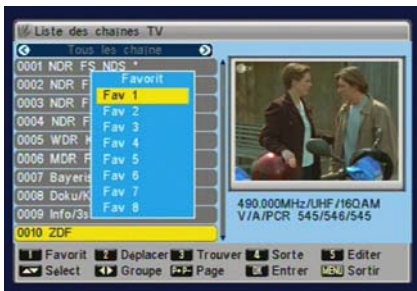 Liste des chaînes TV
Tous les chaîne
0001 NDR FS NDS *
0002 NDR F
0003 NDR F
0004 NDR F
0005 WDR K
0006 MDR F
0007 Bayeris
0008 Doku/K
0009 Info/3s
0010 ZDF
Favorit
Fav 1
Fav 2
Fav 3
Fav 4
Fav 5
Fav 6
Fav 7
Fav 8
490.000MHz/UHF/16QAM
V/A/PCR 545/546/545
1 Favorit 2 Déplacer 3 Trouver 4 Sorte 5 Editer
Sélect Groupe P+P- Page OK Entrer MENU Sortir